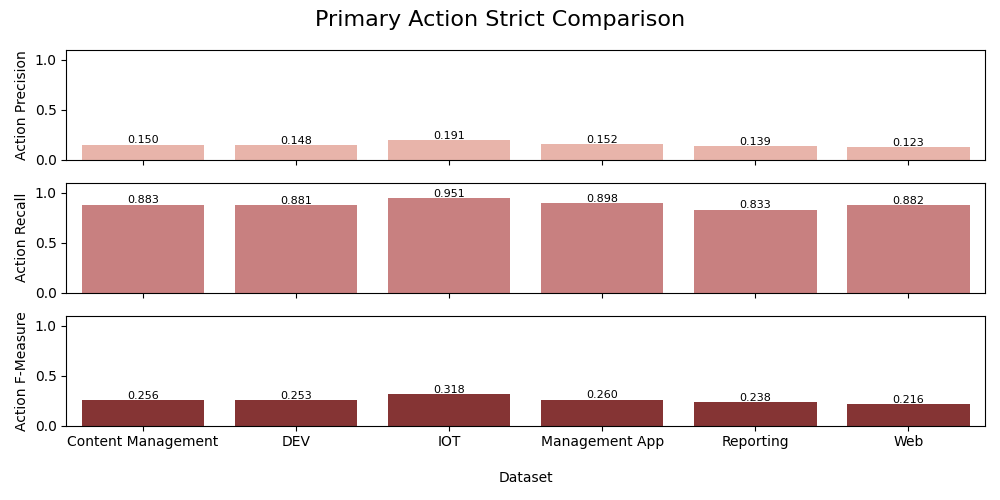 Primary Action Strict Comparison
Action Precision
1.0
0.5
0.0
0.150 0.148 0.191 0.152 0.139 0.123
Action Recall
1.0
0.5
0.0
0.883 0.881 0.951 0.898 0.833 0.882
Action F-Measure
1.0
0.5
0.0
0.256 0.253 0.318 0.260 0.238 0.216
Content Management DEV IOT Management App Reporting Web
Dataset